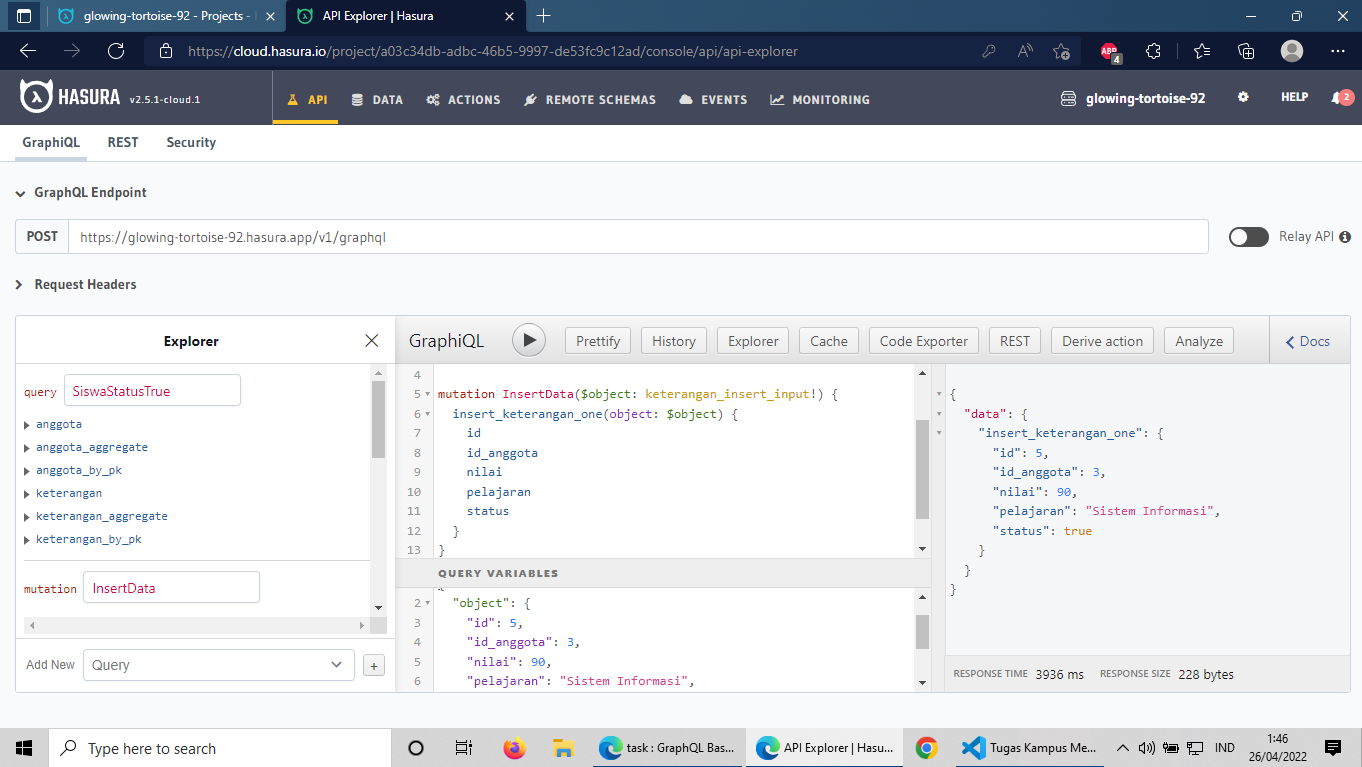 glowing-tortoise-92 - Projects -
API Explorer | Hasura
https://cloud.hasura.io/project/a03c34db-adbc-46b5-9997-de53fc9c12ad/console/api/api-explorer
ABP
4
HASURA v2.5.1-cloud.1
API
DATA
ACTIONS
REMOTE SCHEMAS
EVENTS
MONITORING
glowing-tortoise-92
HELP
2
GraphiQL
REST
Security
GraphQL Endpoint
POST
https://glowing-tortoise-92.hasura.app/v1/graphql
Relay API
Request Headers
Explorer
GraphiQL
Prettify
History
Explorer
Cache
Code Exporter
REST
Derive action
Analyze
Docs
query SiswaStatusTrue
anggota
anggota_aggregate
anggota_by_pk
keterangan
keterangan_aggregate
keterangan_by_pk
mutation InsertData
Add New Query +
4
5 mutation InsertData($object: keterangan_insert_input!) {
6 insert_keterangan_one(object: $object) {
7 id
8 id_anggota
9 nilai
10 pelajaran
11 status
12 }
13 }
QUERY VARIABLES
2 "object": {
3 "id": 5,
4 "id_anggota": 3,
5 "nilai": 90,
6 "pelajaran": "Sistem Informasi",
{
"data": {
"insert_keterangan_one": {
"id": 5,
"id_anggota": 3,
"nilai": 90,
"pelajaran": "Sistem Informasi",
"status": true
}
}
}
RESPONSE TIME 3936 ms RESPONSE SIZE 228 bytes
Type here to search
task : GraphQL Bas...
API Explorer | Hasu...
Tugas Kampus Me...
IND
1:46
26/04/2022